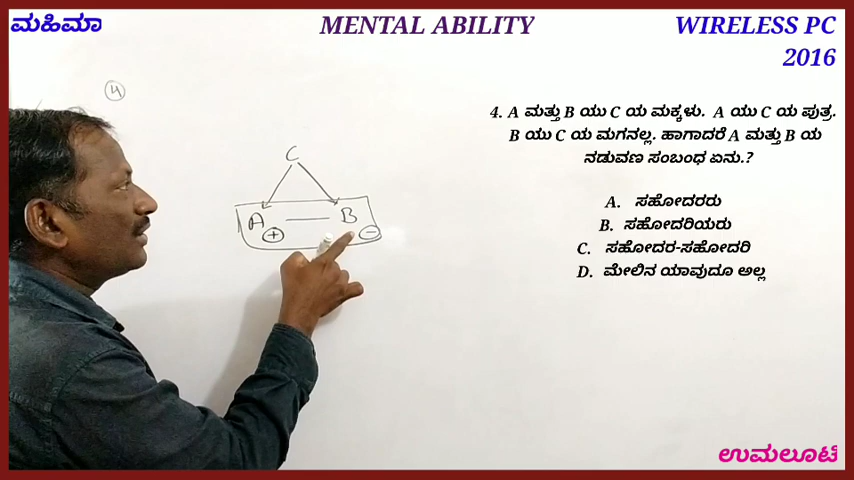 ಮಹಿಮಾ
MENTAL ABILITY
WIRELESS PC
2016
4
4. A ಮತ್ತು B ಯು C ಯ ಮಕ್ಕಳು. A ಯು C ಯ ಪುತ್ರ.
B ಯು C ಯ ಮಗನಲ್ಲ. ಹಾಗಾದರೆ A ಮತ್ತು B ಯ
ನಡುವಣ ಸಂಬಂಧ ಏನು.?
A. ಸಹೋದರರು
B. ಸಹೋದರಿಯರು
C. ಸಹೋದರ-ಸಹೋದರಿ
D. ಮೇಲಿನ ಯಾವುದೂ ಅಲ್ಲ
C
A — B
+ −
ಉಮಲೂಟಿ